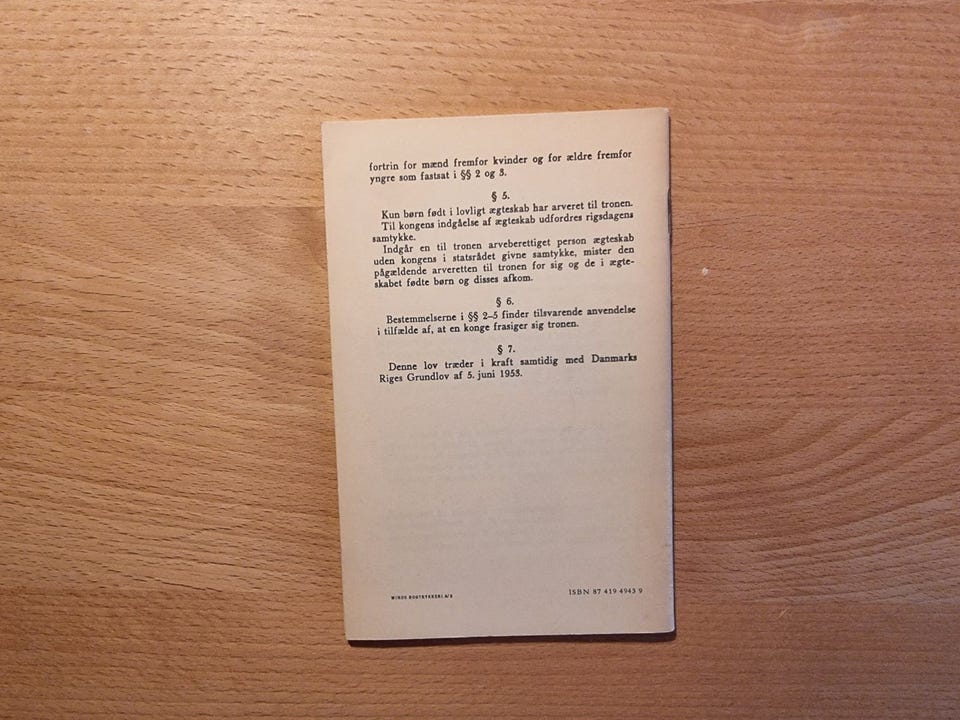 fortrin for mænd fremfor kvinder og for ældre fremfor
yngre som fastsat i §§ 2 og 3.
§ 5.
Kun børn født i lovligt ægteskab har arveret til tronen.
Til kongens indgåelse af ægteskab udfordres rigsdagens
samtykke.
Indgår en til tronen arveberettiget person ægteskab
uden kongens i statsrådet givne samtykke, mister den
pågældende arveretten til tronen for sig og de i ægte-
skabet fødte børn og disses afkom.
§ 6.
Bestemmelserne i §§ 2–5 finder tilsvarende anvendelse
i tilfælde af, at en konge frasiger sig tronen.
§ 7.
Denne lov træder i kraft samtidig med Danmarks
Riges Grundlov af 5. juni 1953.
BOGTRYKKERI A/S
ISBN 87 419 4943 9